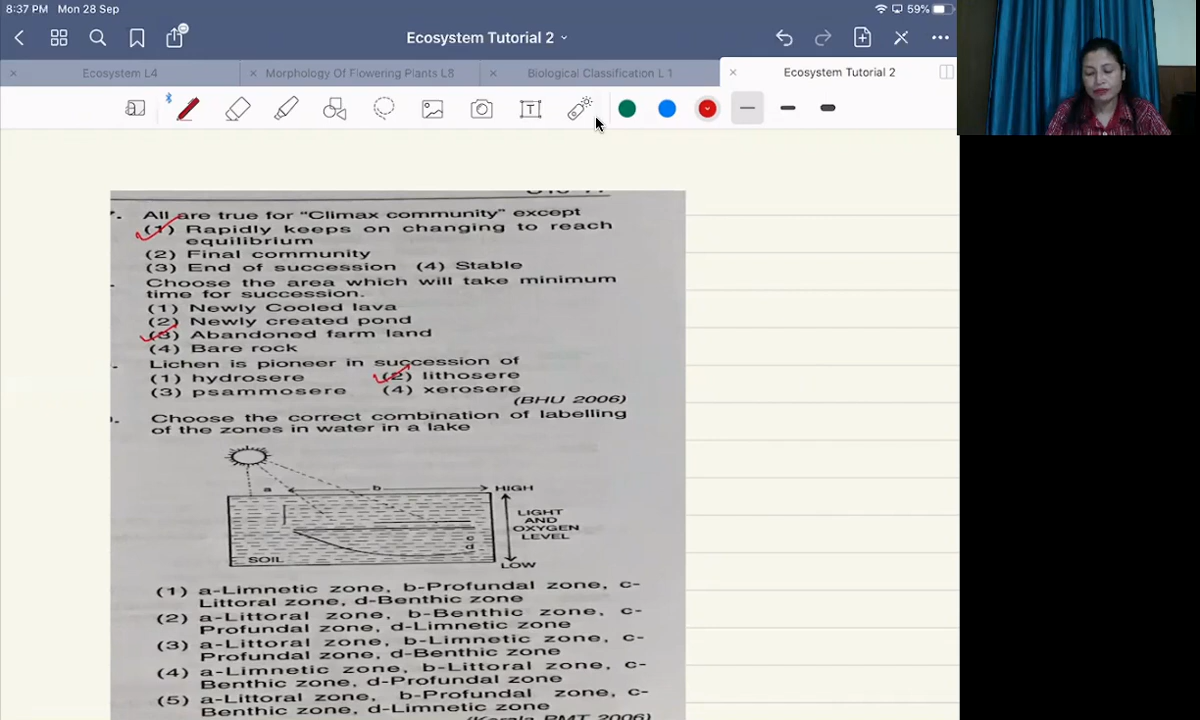 8:37 PM Mon 28 Sep
59%
Ecosystem Tutorial 2
Ecosystem L4
Morphology Of Flowering Plants L8
Biological Classification L 1
Ecosystem Tutorial 2
T
All are true for "Climax community" except
(1) Rapidly keeps on changing to reach
equilibrium
(2) Final community
(3) End of succession (4) Stable
Choose the area which will take minimum
time for succession.
(1) Newly Cooled lava
(2) Newly created pond
(3) Abandoned farm land
(4) Bare rock
Lichen is pioneer in succession of
(1) hydrosere (2) lithosere
(3) psammosere (4) xerosere
(BHU 2006)
Choose the correct combination of labelling
of the zones in water in a lake
a b HIGH
LIGHT
AND
OXYGEN
LEVEL
c
d
SOIL
LOW
(1) a-Limnetic zone, b-Profundal zone, c-
Littoral zone, d-Benthic zone
(2) a-Littoral zone, b-Benthic zone, c-
Profundal zone, d-Limnetic zone
(3) a-Littoral zone, b-Limnetic zone, c-
Profundal zone, d-Benthic zone
(4) a-Limnetic zone, b-Littoral zone, c-
Benthic zone, d-Profundal zone
(5) a-Littoral zone, b-Profundal zone, c-
Benthic zone, d-Limnetic zone
(Kerala PMT 2006)